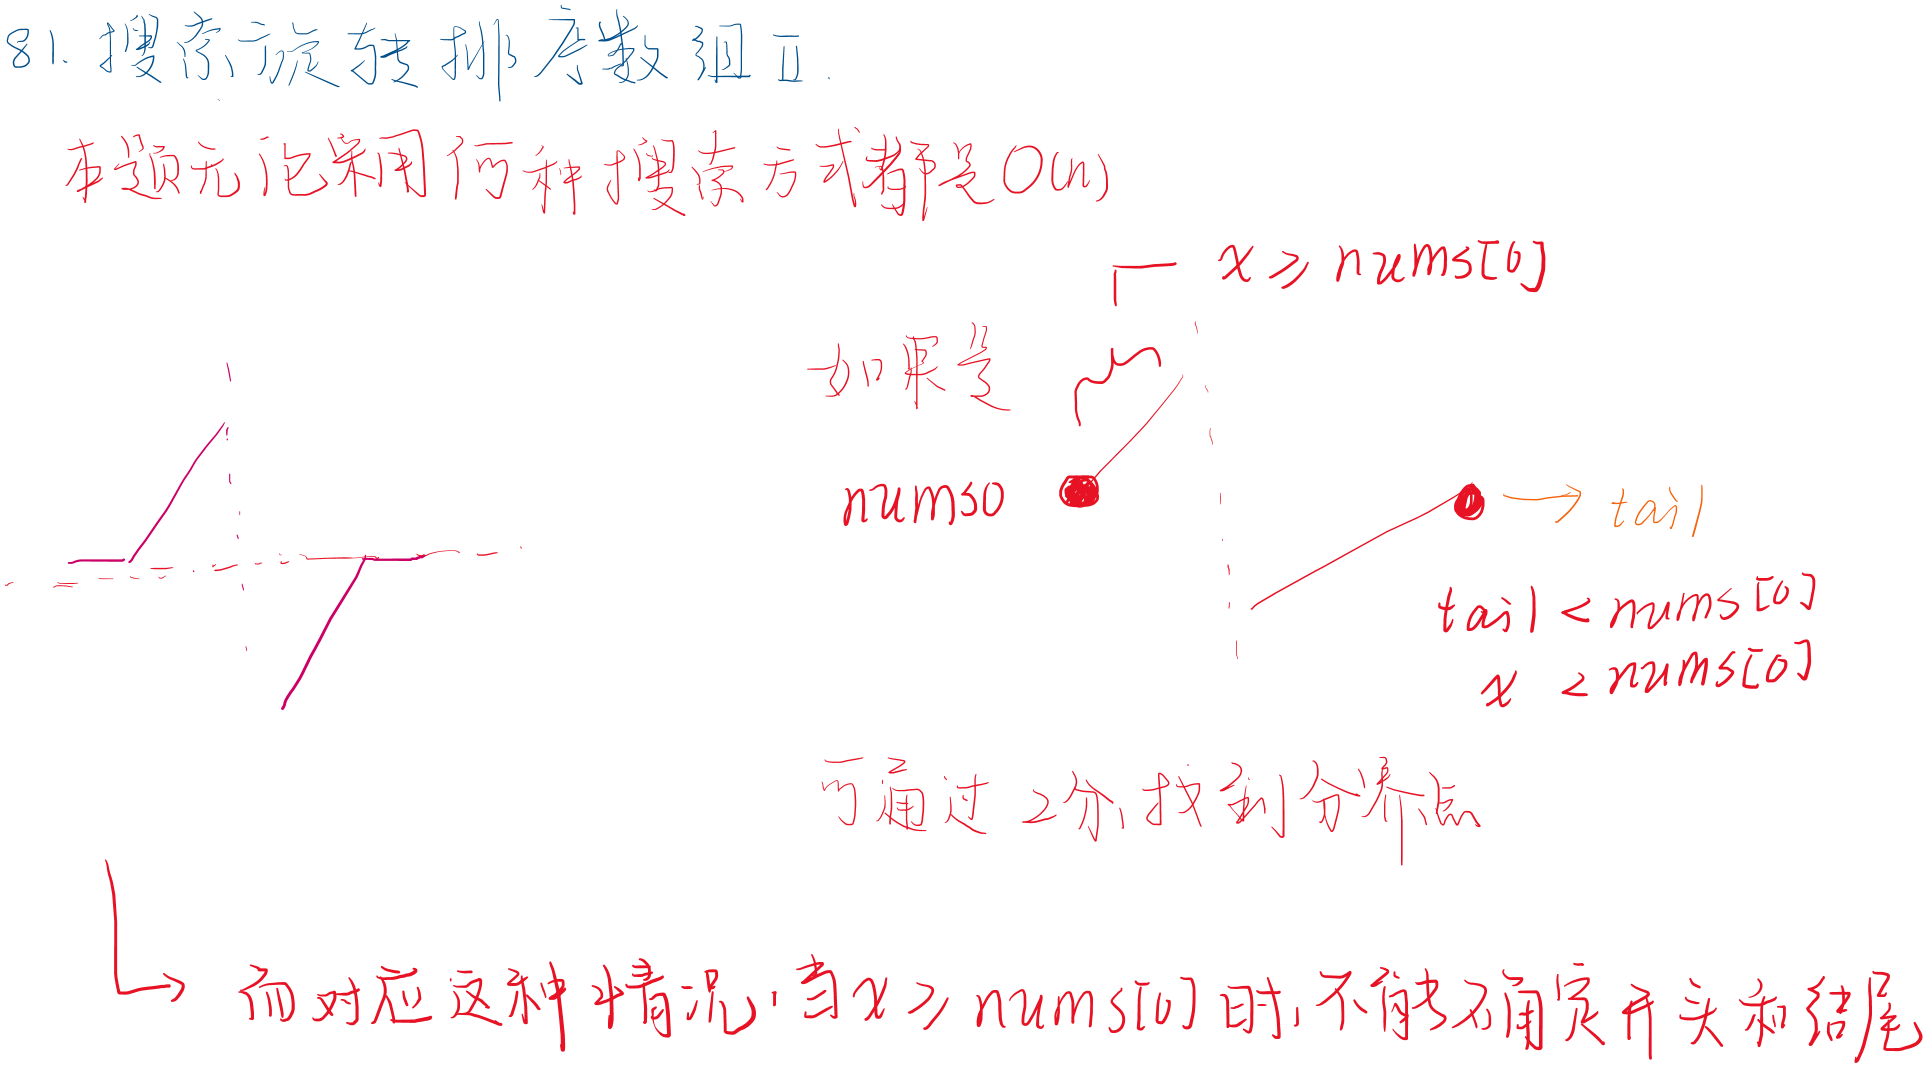 81. 搜索旋转排序数组 II.
本题无论采用何种搜索方式都是O(n)
x ≥ nums[0]
如果是
nums0
tail
tail < nums[0]
x < nums[0]
可通过2分,找到分界点
而对应这种情况,当x ≥ nums[0]时,不能确定开头和结尾